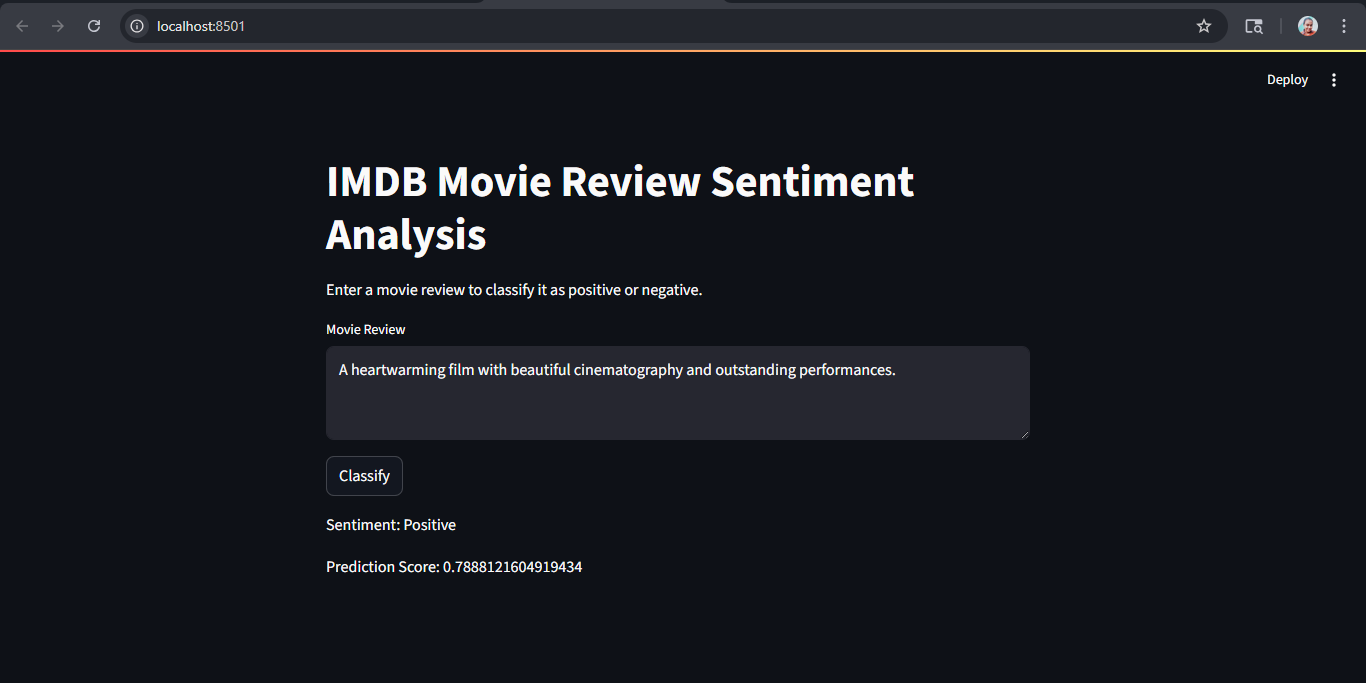 localhost:8501
Deploy
IMDB Movie Review Sentiment
Analysis
Enter a movie review to classify it as positive or negative.
Movie Review
A heartwarming film with beautiful cinematography and outstanding performances.
Classify
Sentiment: Positive
Prediction Score: 0.7888121604919434